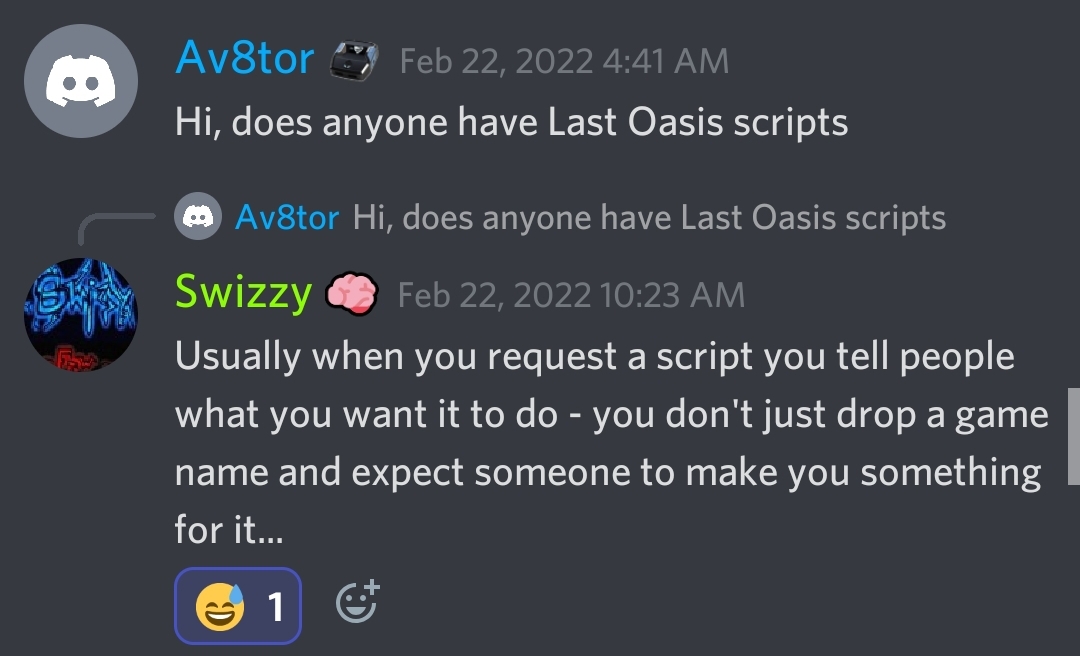 Av8tor Feb 22, 2022 4:41 AM
Hi, does anyone have Last Oasis scripts
Av8tor Hi, does anyone have Last Oasis scripts
Swizzy Feb 22, 2022 10:23 AM
Usually when you request a script you tell people
what you want it to do - you don't just drop a game
name and expect someone to make you something
for it...
1